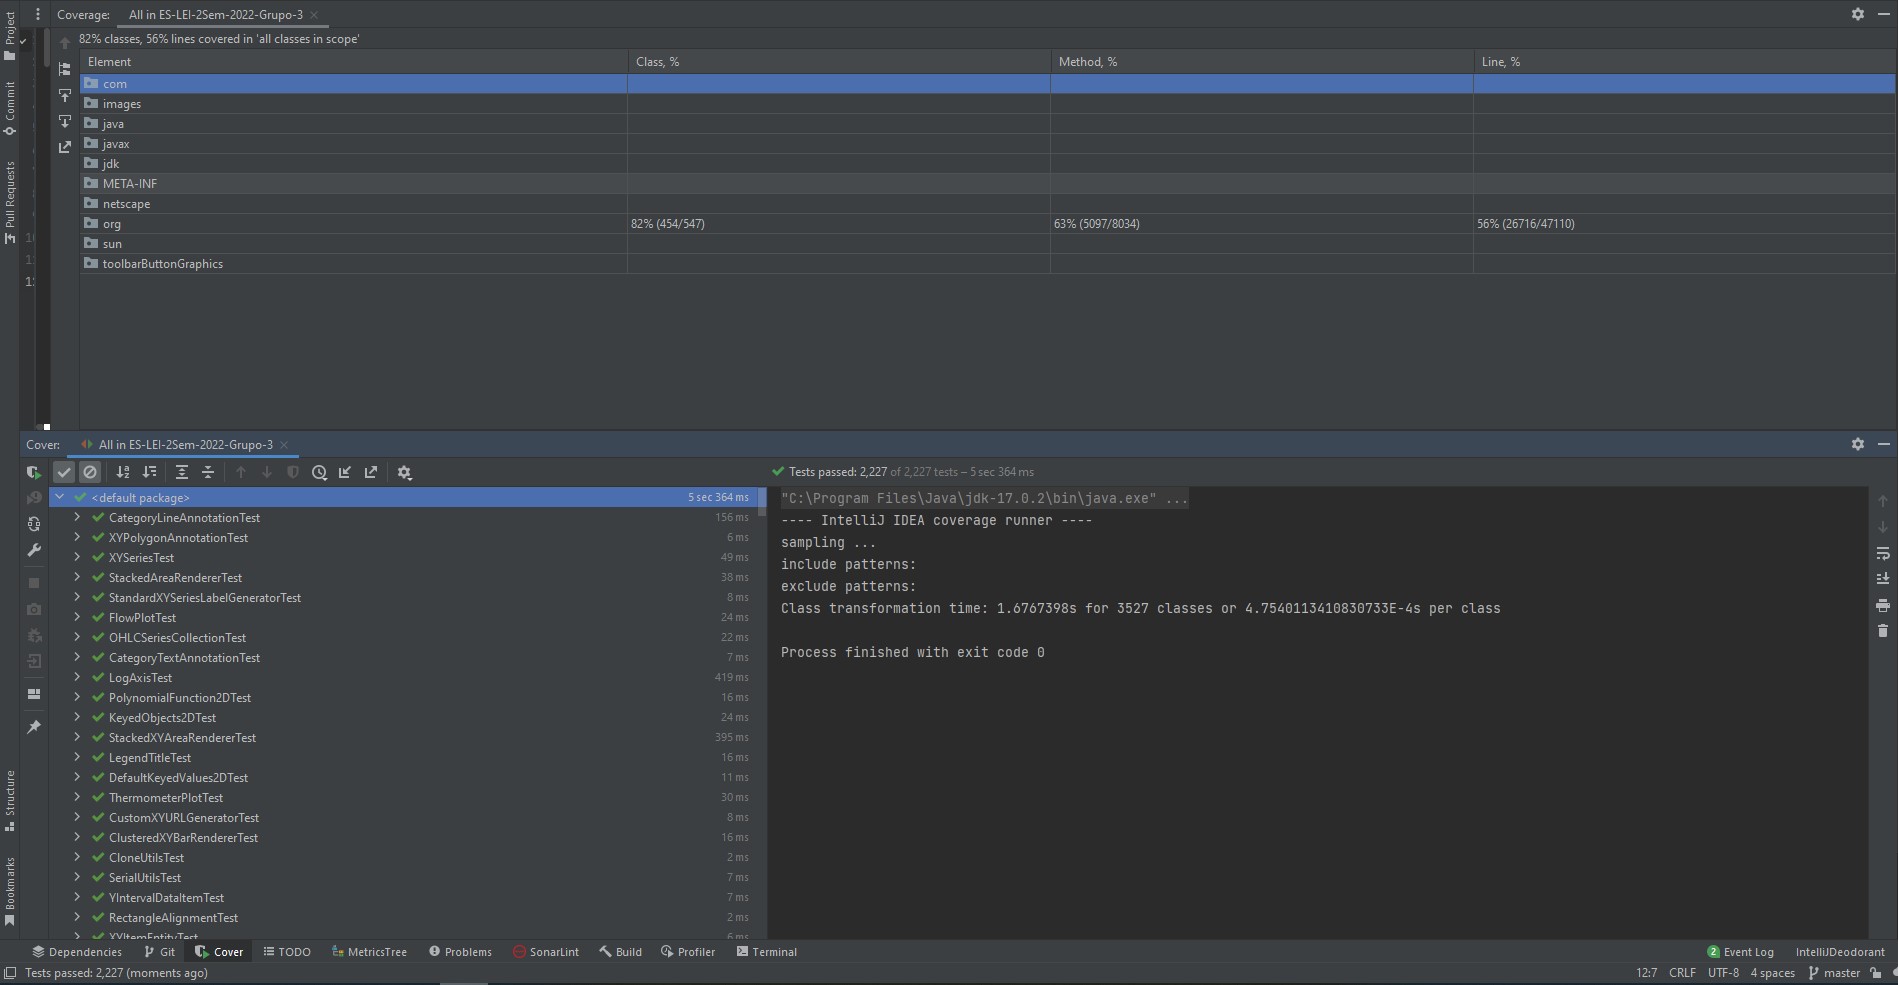 Coverage: All in ES-LEI-2Sem-2022-Grupo-3
82% classes, 56% lines covered in 'all classes in scope'
Element Class, % Method, % Line, %
com
images
java
javax
jdk
META-INF
netscape
org 82% (454/547) 63% (5097/8034) 56% (26716/47110)
sun
toolbarButtonGraphics
Project
Commit
Pull Requests
Structure
Bookmarks
Cover: All in ES-LEI-2Sem-2022-Grupo-3
Tests passed: 2,227 of 2,227 tests – 5 sec 364 ms
<default package> 5 sec 364 ms
CategoryLineAnnotationTest 156 ms
XYPolygonAnnotationTest 6 ms
XYSeriesTest 49 ms
StackedAreaRendererTest 38 ms
StandardXYSeriesLabelGeneratorTest 8 ms
FlowPlotTest 24 ms
OHLCSeriesCollectionTest 22 ms
CategoryTextAnnotationTest 7 ms
LogAxisTest 419 ms
PolynomialFunction2DTest 16 ms
KeyedObjects2DTest 24 ms
StackedXYAreaRendererTest 395 ms
LegendTitleTest 16 ms
DefaultKeyedValues2DTest 11 ms
ThermometerPlotTest 30 ms
CustomXYURLGeneratorTest 8 ms
ClusteredXYBarRendererTest 16 ms
CloneUtilsTest 2 ms
SerialUtilsTest 7 ms
YIntervalDataItemTest 7 ms
RectangleAlignmentTest 2 ms
XYItemEntityTest 6 ms
"C:\Program Files\Java\jdk-17.0.2\bin\java.exe" ...
---- IntelliJ IDEA coverage runner ----
sampling ...
include patterns:
exclude patterns:
Class transformation time: 1.6767398s for 3527 classes or 4.7540113410830733E-4s per class
Process finished with exit code 0
Dependencies Git Cover TODO MetricsTree Problems SonarLint Build Profiler Terminal 2 Event Log IntelliJDeodorant
Tests passed: 2,227 (moments ago) 12:7 CRLF UTF-8 4 spaces master